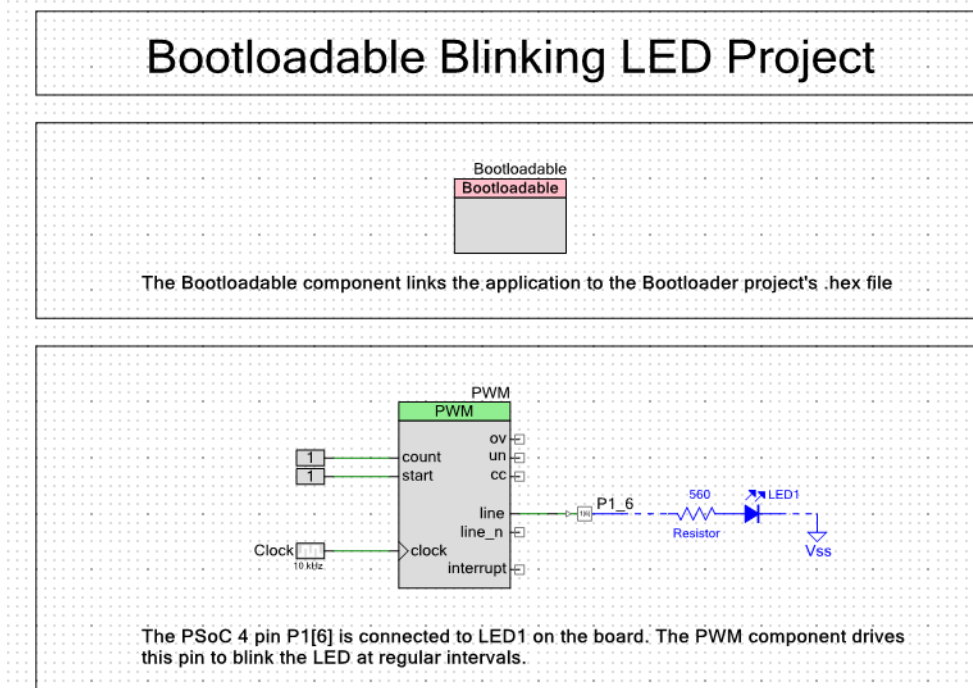 Bootloadable Blinking LED Project
Bootloadable
Bootloadable
The Bootloadable component links the application to the Bootloader project's .hex file
PWM
PWM
ov
1 count un
1 start cc
line P1_6 560 LED1
Resistor
line_n
Clock clock Vss
10 kHz
interrupt
The PSoC 4 pin P1[6] is connected to LED1 on the board. The PWM component drives
this pin to blink the LED at regular intervals.